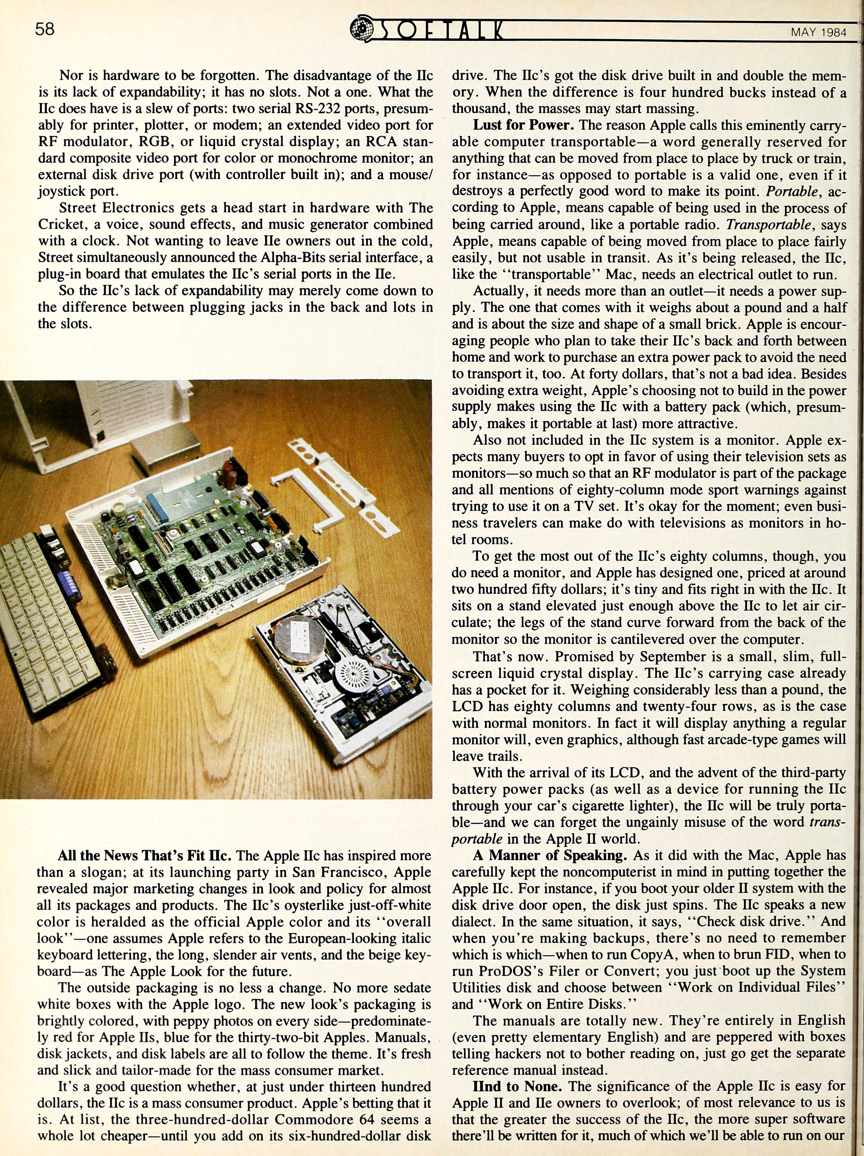 58
SOFTALK
MAY 1984
Nor is hardware to be forgotten. The disadvantage of the IIc
is its lack of expandability; it has no slots. Not a one. What the
IIc does have is a slew of ports: two serial RS-232 ports, presum-
ably for printer, plotter, or modem; an extended video port for
RF modulator, RGB, or liquid crystal display; an RCA stan-
dard composite video port for color or monochrome monitor; an
external disk drive port (with controller built in); and a mouse/
joystick port.
Street Electronics gets a head start in hardware with The
Cricket, a voice, sound effects, and music generator combined
with a clock. Not wanting to leave IIe owners out in the cold,
Street simultaneously announced the Alpha-Bits serial interface, a
plug-in board that emulates the IIc's serial ports in the IIe.
So the IIc's lack of expandability may merely come down to
the difference between plugging jacks in the back and lots in
the slots.
All the News That's Fit IIc. The Apple IIc has inspired more
than a slogan; at its launching party in San Francisco, Apple
revealed major marketing changes in look and policy for almost
all its packages and products. The IIc's oysterlike just-off-white
color is heralded as the official Apple color and its "overall
look"—one assumes Apple refers to the European-looking italic
keyboard lettering, the long, slender air vents, and the beige key-
board—as The Apple Look for the future.
The outside packaging is no less a change. No more sedate
white boxes with the Apple logo. The new look's packaging is
brightly colored, with peppy photos on every side—predominate-
ly red for Apple IIs, blue for the thirty-two-bit Apples. Manuals,
disk jackets, and disk labels are all to follow the theme. It's fresh
and slick and tailor-made for the mass consumer market.
It's a good question whether, at just under thirteen hundred
dollars, the IIc is a mass consumer product. Apple's betting that it
is. At list, the three-hundred-dollar Commodore 64 seems a
whole lot cheaper—until you add on its six-hundred-dollar disk
drive. The IIc's got the disk drive built in and double the mem-
ory. When the difference is four hundred bucks instead of a
thousand, the masses may start massing.
Lust for Power. The reason Apple calls this eminently carry-
able computer transportable—a word generally reserved for
anything that can be moved from place to place by truck or train,
for instance—as opposed to portable is a valid one, even if it
destroys a perfectly good word to make its point. Portable, ac-
cording to Apple, means capable of being used in the process of
being carried around, like a portable radio. Transportable, says
Apple, means capable of being moved from place to place fairly
easily, but not usable in transit. As it's being released, the IIc,
like the "transportable" Mac, needs an electrical outlet to run.
Actually, it needs more than an outlet—it needs a power sup-
ply. The one that comes with it weighs about a pound and a half
and is about the size and shape of a small brick. Apple is encour-
aging people who plan to take their IIc's back and forth between
home and work to purchase an extra power pack to avoid the need
to transport it, too. At forty dollars, that's not a bad idea. Besides
avoiding extra weight, Apple's choosing not to build in the power
supply makes using the IIc with a battery pack (which, presum-
ably, makes it portable at last) more attractive.
Also not included in the IIc system is a monitor. Apple ex-
pects many buyers to opt in favor of using their television sets as
monitors—so much so that an RF modulator is part of the package
and all mentions of eighty-column mode sport warnings against
trying to use it on a TV set. It's okay for the moment; even busi-
ness travelers can make do with televisions as monitors in ho-
tel rooms.
To get the most out of the IIc's eighty columns, though, you
do need a monitor, and Apple has designed one, priced at around
two hundred fifty dollars; it's tiny and fits right in with the IIc. It
sits on a stand elevated just enough above the IIc to let air cir-
culate; the legs of the stand curve forward from the back of the
monitor so the monitor is cantilevered over the computer.
That's now. Promised by September is a small, slim, full-
screen liquid crystal display. The IIc's carrying case already
has a pocket for it. Weighing considerably less than a pound, the
LCD has eighty columns and twenty-four rows, as is the case
with normal monitors. In fact it will display anything a regular
monitor will, even graphics, although fast arcade-type games will
leave trails.
With the arrival of its LCD, and the advent of the third-party
battery power packs (as well as a device for running the IIc
through your car's cigarette lighter), the IIc will be truly porta-
ble—and we can forget the ungainly misuse of the word trans-
portable in the Apple II world.
A Manner of Speaking. As it did with the Mac, Apple has
carefully kept the noncomputerist in mind in putting together the
Apple IIc. For instance, if you boot your older II system with the
disk drive door open, the disk just spins. The IIc speaks a new
dialect. In the same situation, it says, "Check disk drive." And
when you're making backups, there's no need to remember
which is which—when to run CopyA, when to brun FID, when to
run ProDOS's Filer or Convert; you just boot up the System
Utilities disk and choose between "Work on Individual Files"
and "Work on Entire Disks."
The manuals are totally new. They're entirely in English
(even pretty elementary English) and are peppered with boxes
telling hackers not to bother reading on, just go get the separate
reference manual instead.
IInd to None. The significance of the Apple IIc is easy for
Apple II and IIe owners to overlook; of most relevance to us is
that the greater the success of the IIc, the more super software
there'll be written for it, much of which we'll be able to run on our